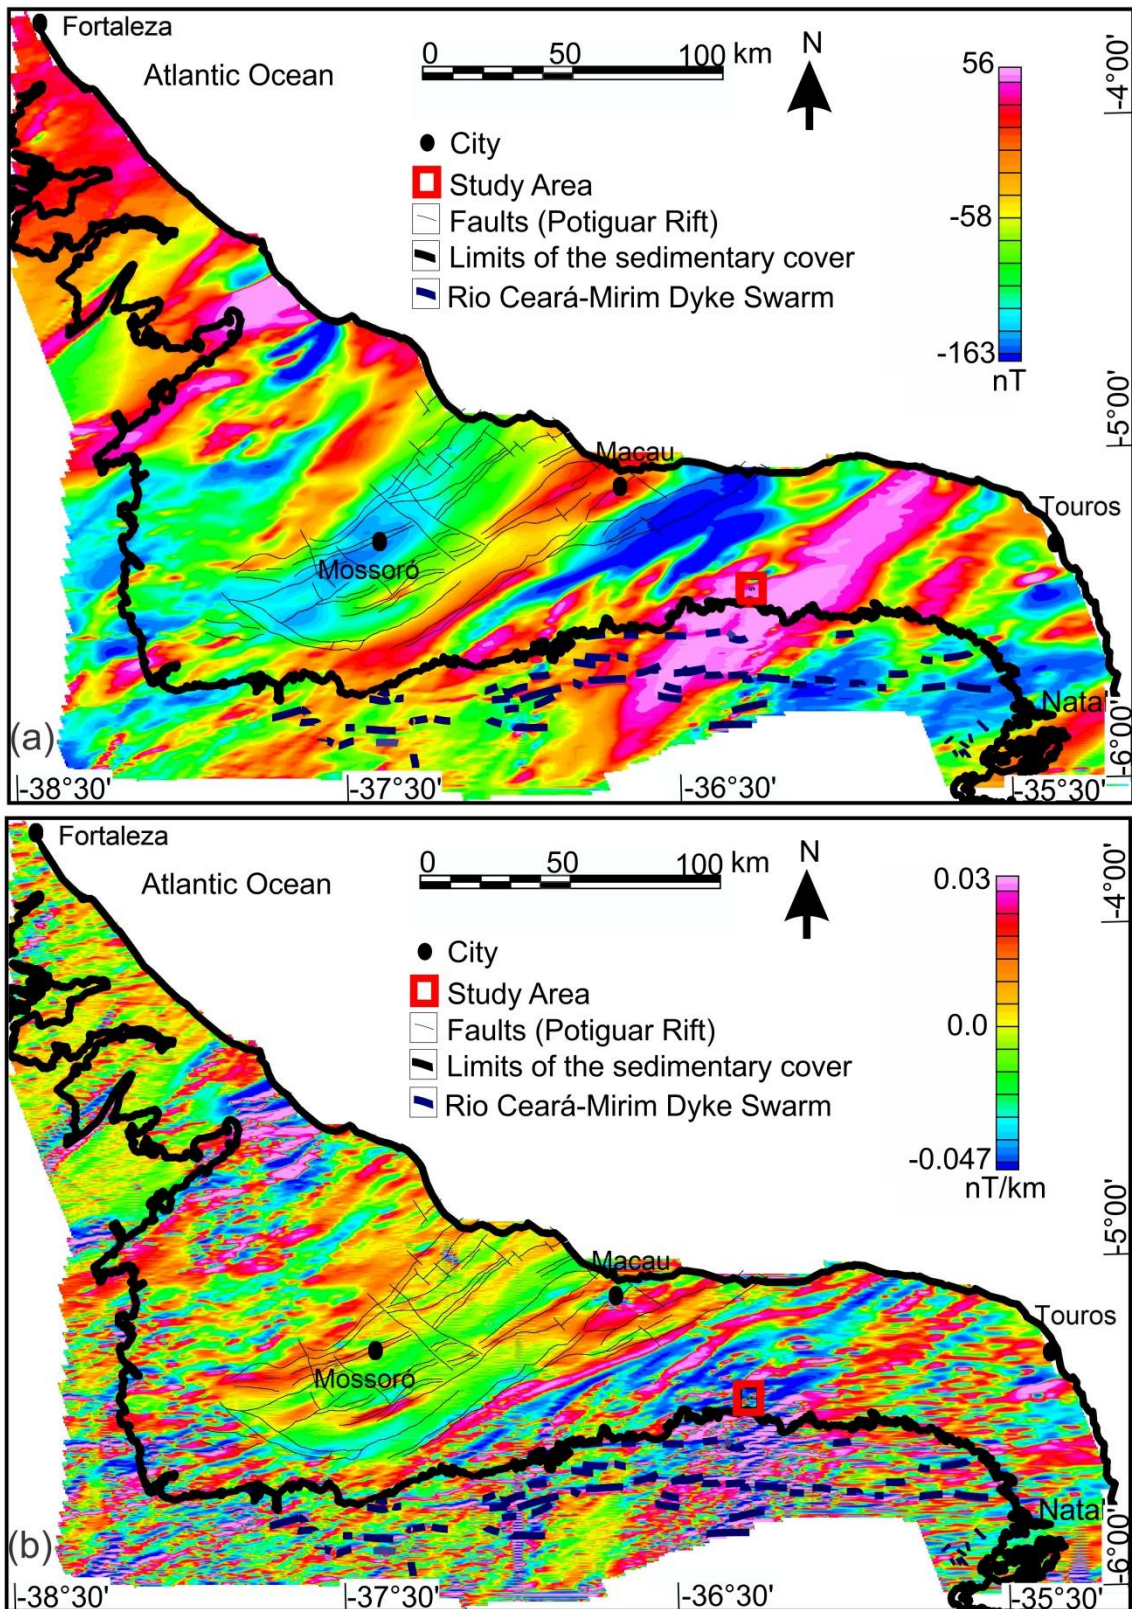 Fortaleza
Atlantic Ocean
0 50 100 km
N
56
-58
-163
nT
-4°00'
City
Study Area
Faults (Potiguar Rift)
Limits of the sedimentary cover
Rio Ceará-Mirim Dyke Swarm
-5°00'
Macau
Touros
Mossoró
Natal
(a)
-6°00'
-38°30' -37°30' -36°30' -35°30'
Fortaleza
Atlantic Ocean
0 50 100 km
N
0.03
0.0
-0.047
nT/km
-4°00'
City
Study Area
Faults (Potiguar Rift)
Limits of the sedimentary cover
Rio Ceará-Mirim Dyke Swarm
-5°00'
Macau
Touros
Mossoró
Natal
(b)
-6°00'
-38°30' -37°30' -36°30' -35°30'